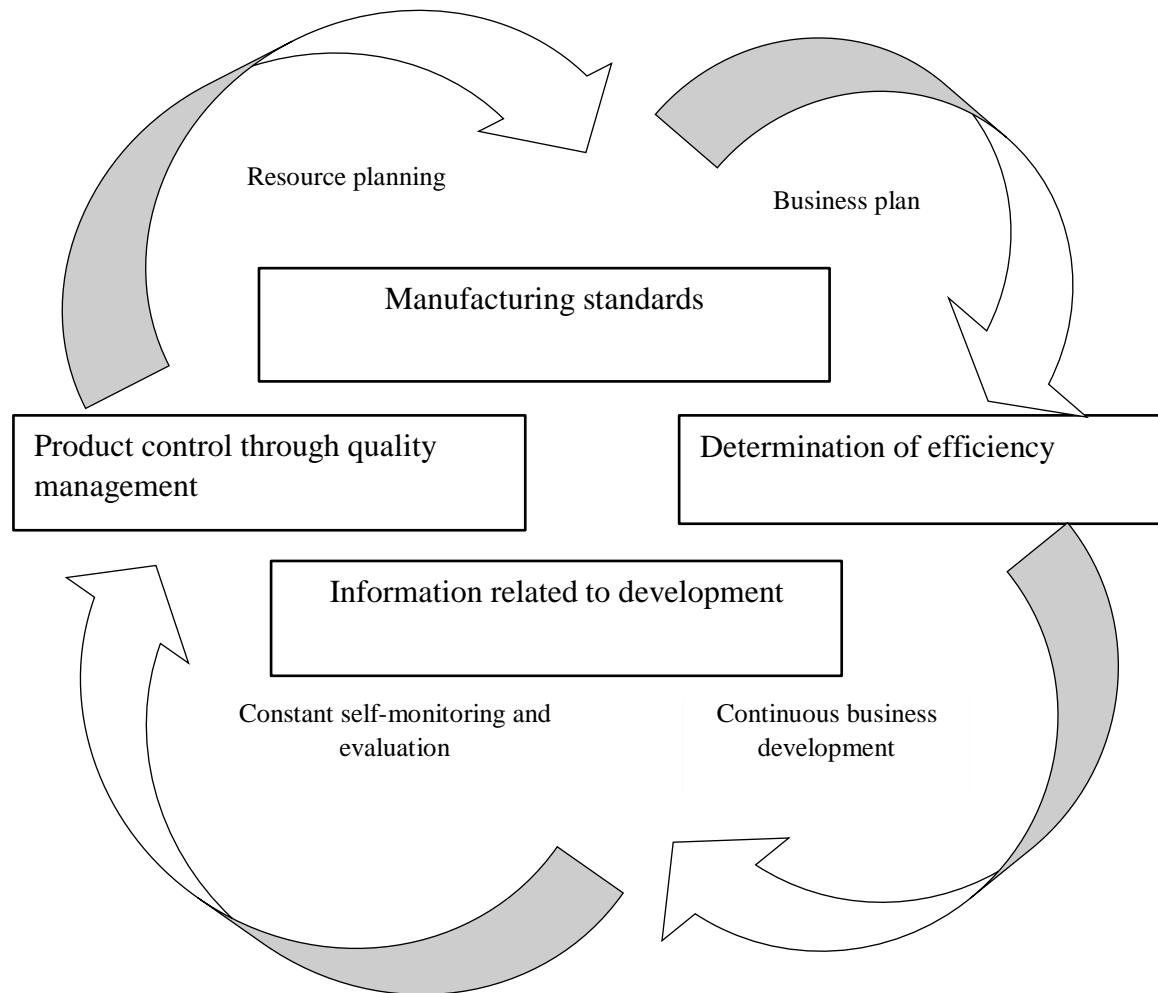 Resource planning
Business plan
Manufacturing standards
Product control through quality
management
Determination of efficiency
Information related to development
Constant self-monitoring and
evaluation
Continuous business
development